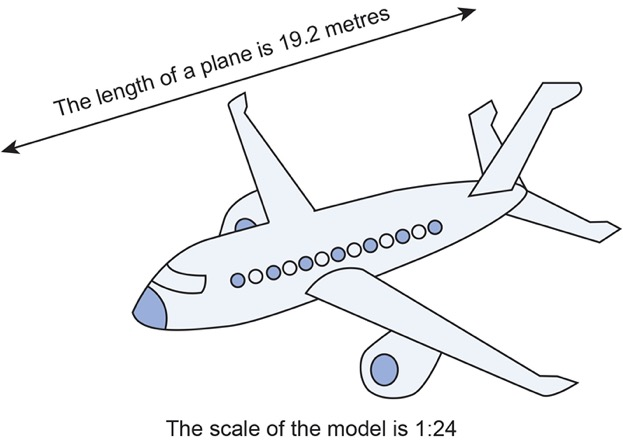 The length of a plane is 19.2 metres
The scale of the model is 1:24